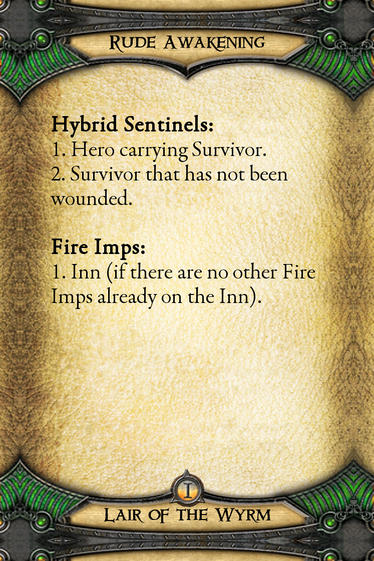 Rude Awakening
Hybrid Sentinels:
1. Hero carrying Survivor.
2. Survivor that has not been
wounded.
Fire Imps:
1. Inn (if there are no other Fire
Imps already on the Inn).
I
Lair of the Wyrm